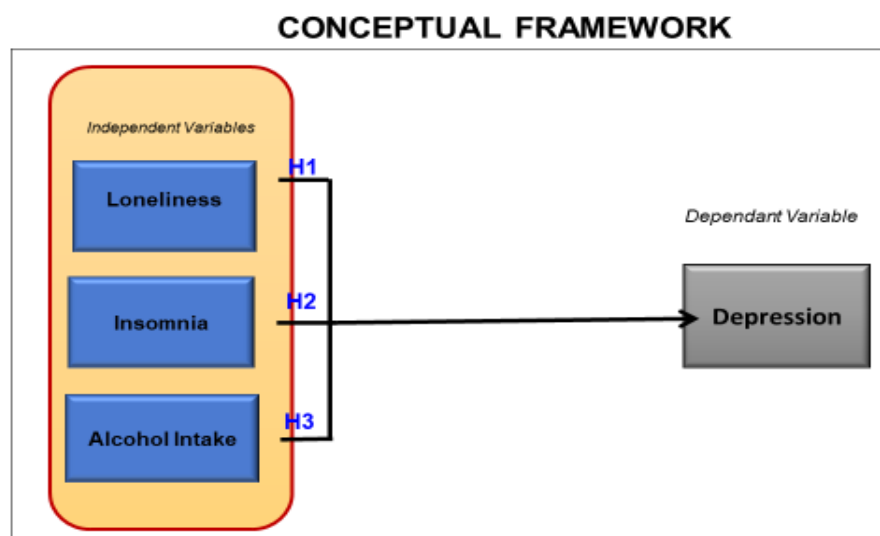 CONCEPTUAL FRAMEWORK
Independent Variables
H1
Loneliness
Dependant Variable
H2
Insomnia
Depression
H3
Alcohol Intake